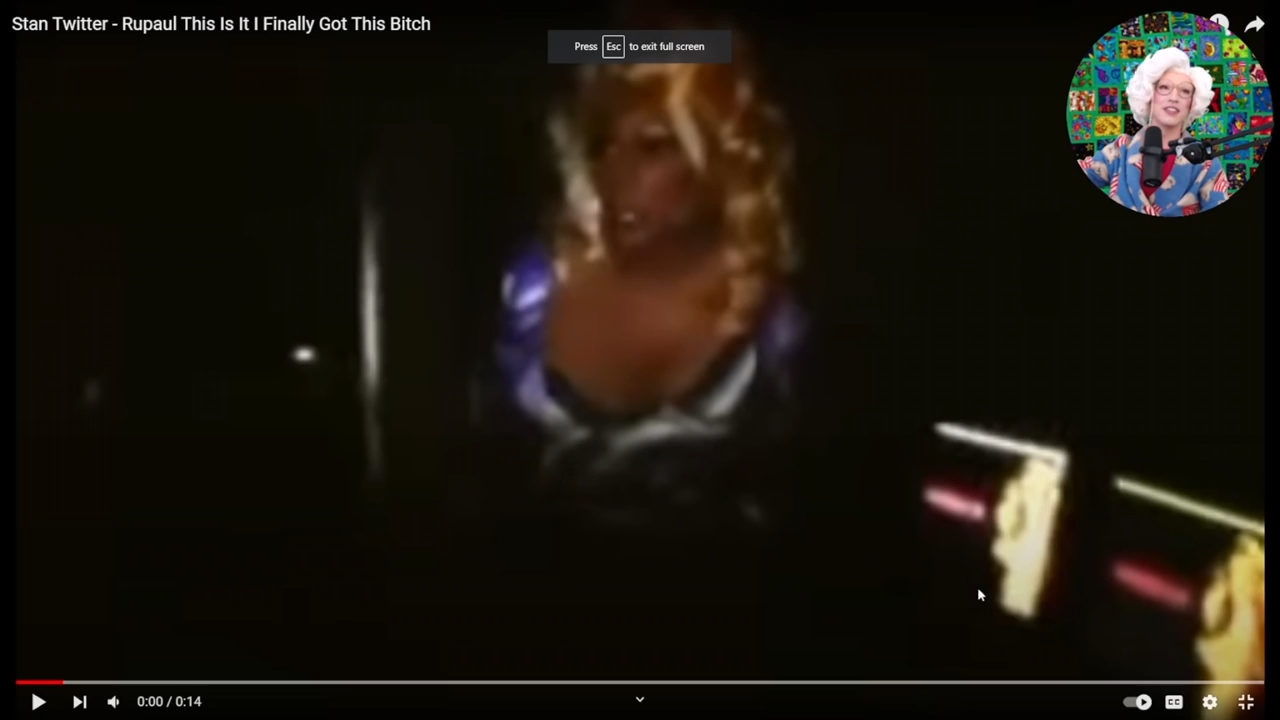 Stan Twitter - Rupaul This Is It I Finally Got This Bitch
Press Esc to exit full screen
0:00 / 0:14
CC